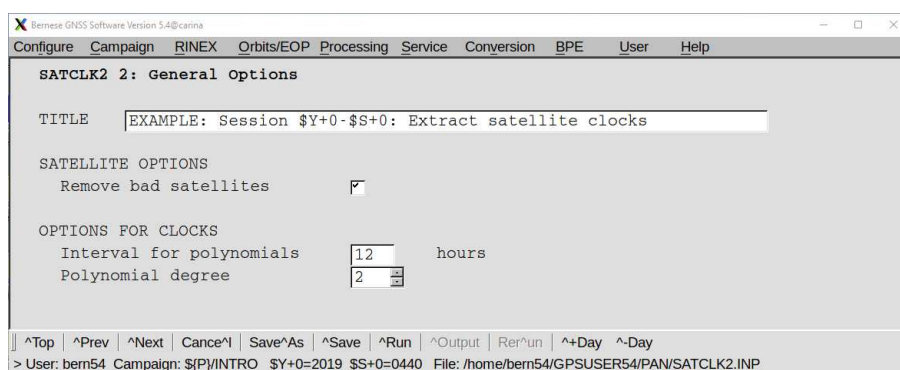 Bernese GNSS Software Version 5.4@carina
Configure Campaign RINEX Orbits/EOP Processing Service Conversion BPE User Help
SATCLK2 2: General Options
TITLE EXAMPLE: Session $Y+0-$S+0: Extract satellite clocks
SATELLITE OPTIONS
Remove bad satellites
OPTIONS FOR CLOCKS
Interval for polynomials 12 hours
Polynomial degree 2
^Top ^Prev ^Next Cance^l Save^As ^Save ^Run ^Output Rer^un ^+Day ^-Day
> User: bern54 Campaign: ${P}/INTRO $Y+0=2019 $S+0=0440 File: /home/bern54/GPSUSER54/PAN/SATCLK2.INP